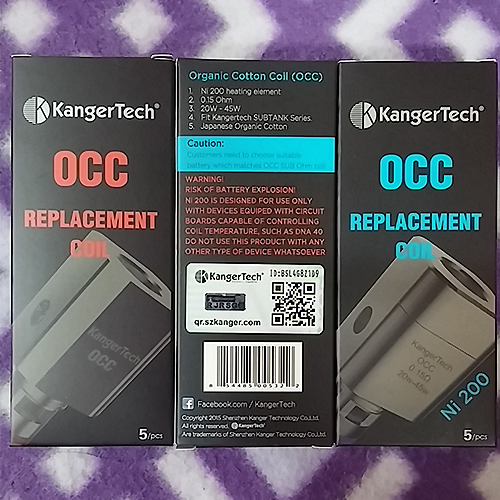 KangerTech®
OCC
REPLACEMENT
COIL
KangerTech
OCC
5/pcs
Organic Cotton Coil (OCC)
1. Ni 200 heating element
2. 0.15 Ohm
3. 20W - 45W
4. Fit Kangertech SUBTANK Series.
5. Japanese Organic Cotton
Caution:
Customers need to choose suitable
battery which matches OCC SUB Ohm coil
WARNING!
RISK OF BATTERY EXPLOSION!
Ni 200 IS DESIGNED FOR USE ONLY
WITH DEVICES EQUIPED WITH CIRCUIT
BOARDS CAPABLE OF CONTROLLING
COIL TEMPERATURE, SUCH AS DNA 40
DO NOT USE THIS PRODUCT WITH ANY
OTHER TYPE OF DEVICE WHATSOEVER
ID:BSL4G8Z1D9
KangerTech®
qr.szkanger.com
Facebook.com / KangerTech
Copyright 2015 Shenzhen Kanger Technology Co.,Ltd.
All rights reserved. KangerTech®
Are trademarks of Shenzhen Kanger Technology Co.,Ltd.
KangerTech®
OCC
REPLACEMENT
COIL
KangerTech
OCC
0.15Ω
20w-45w
Ni 200
5/pcs